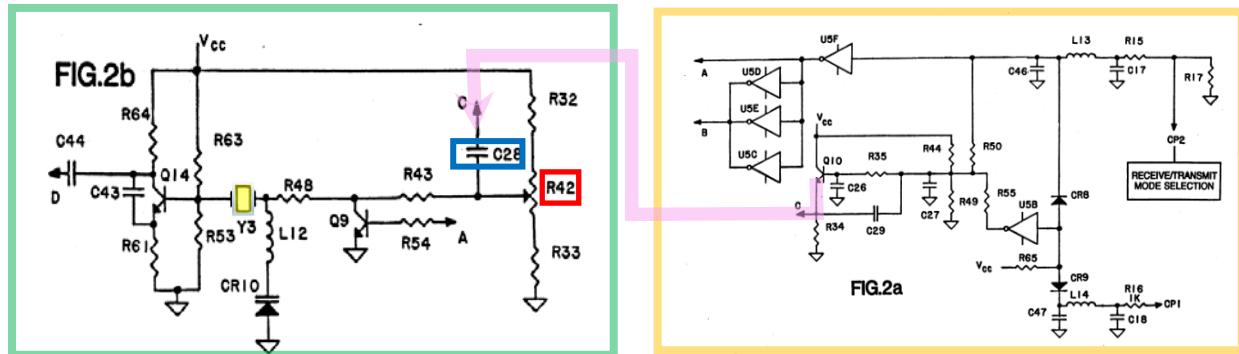 Vcc
FIG.2b
R64
R63
C
R32
C44
C28
Q14
R43
R42
C43
R48
D
Y3
Q9
R61
R53
L12
R54
A
R33
CR10
U5F
L13
R15
A
U5D
C46
C17
R17
U5E
B
Vcc
CP2
U5C
Q10
R35
R44
R50
RECEIVE/TRANSMIT
MODE SELECTION
C26
R55
C
C27
R49
U5B
CR8
R34
C29
Vcc
R65
CR9
FIG.2a
L14
R16
1K
CP1
C47
C18